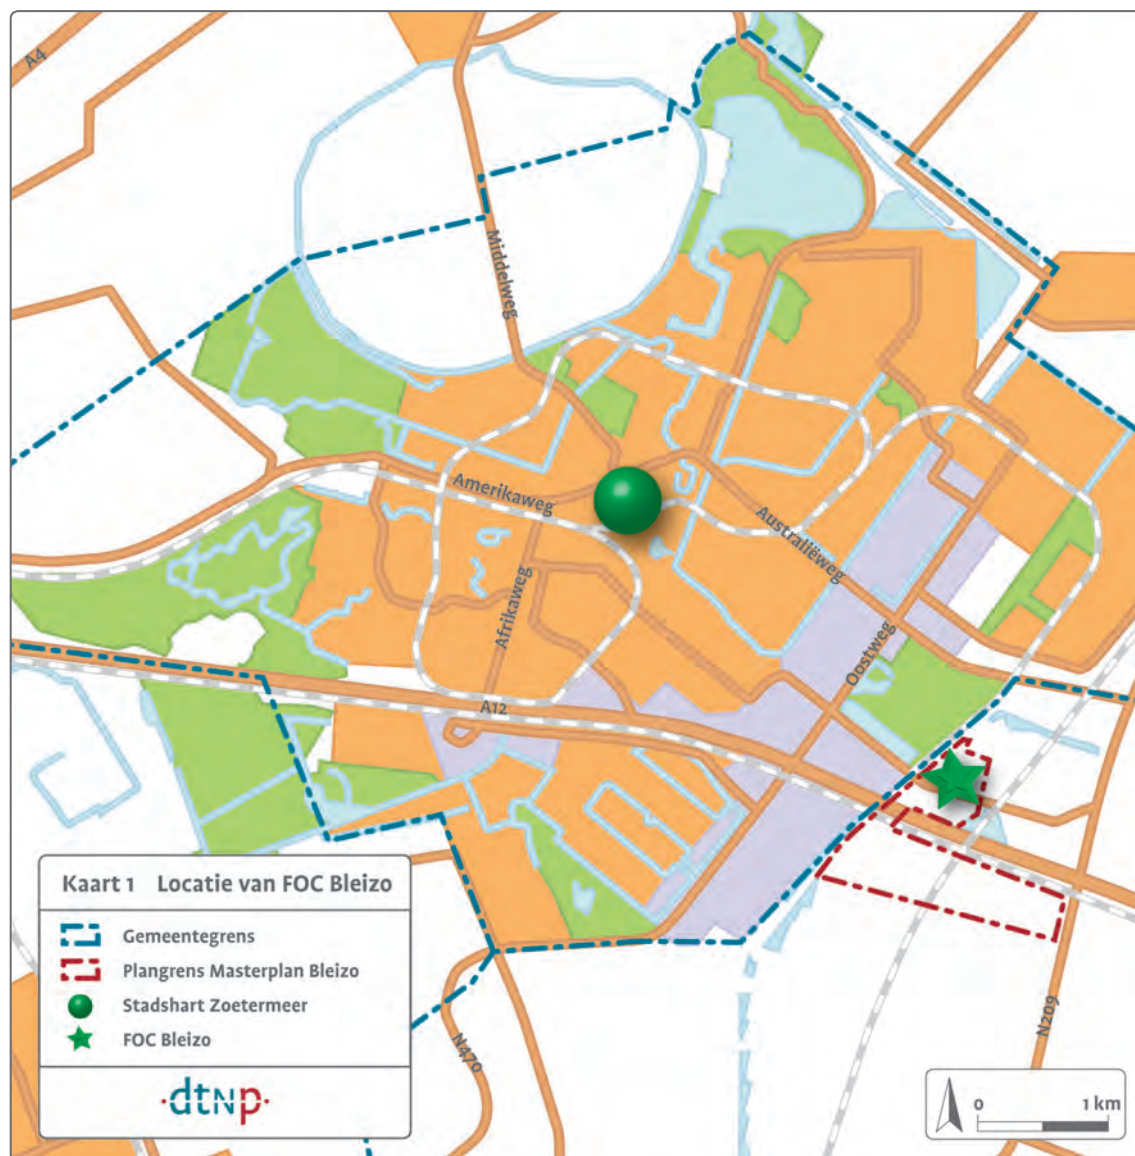 A4
Middelweg
Amerikaweg
Australiëweg
Afrikaweg
Oostweg
A12
N209
N470
Kaart 1 Locatie van FOC Bleizo
Gemeentegrens
Plangrens Masterplan Bleizo
Stadshart Zoetermeer
FOC Bleizo
·dtNp·
0 1 km